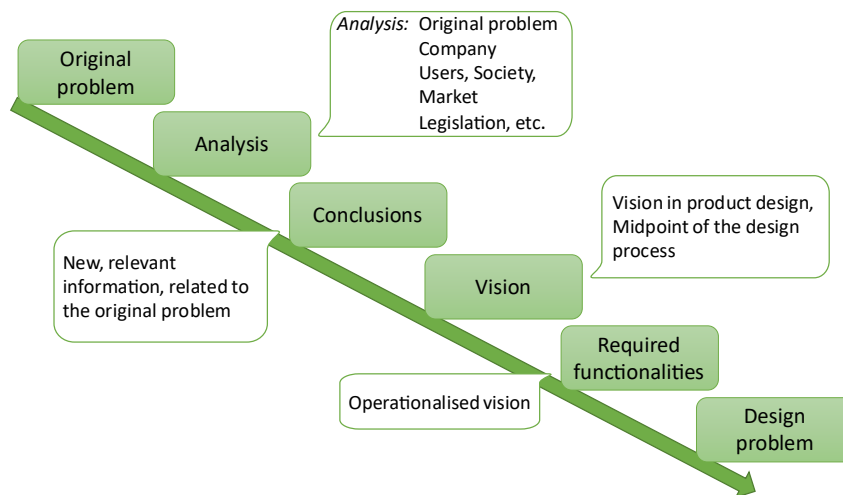 Original
problem
Analysis: Original problem
Company
Users, Society,
Market
Legislation, etc.
Analysis
Conclusions
New, relevant
information, related to
the original problem
Vision in product design,
Midpoint of the design
process
Vision
Required
functionalities
Operationalised vision
Design
problem